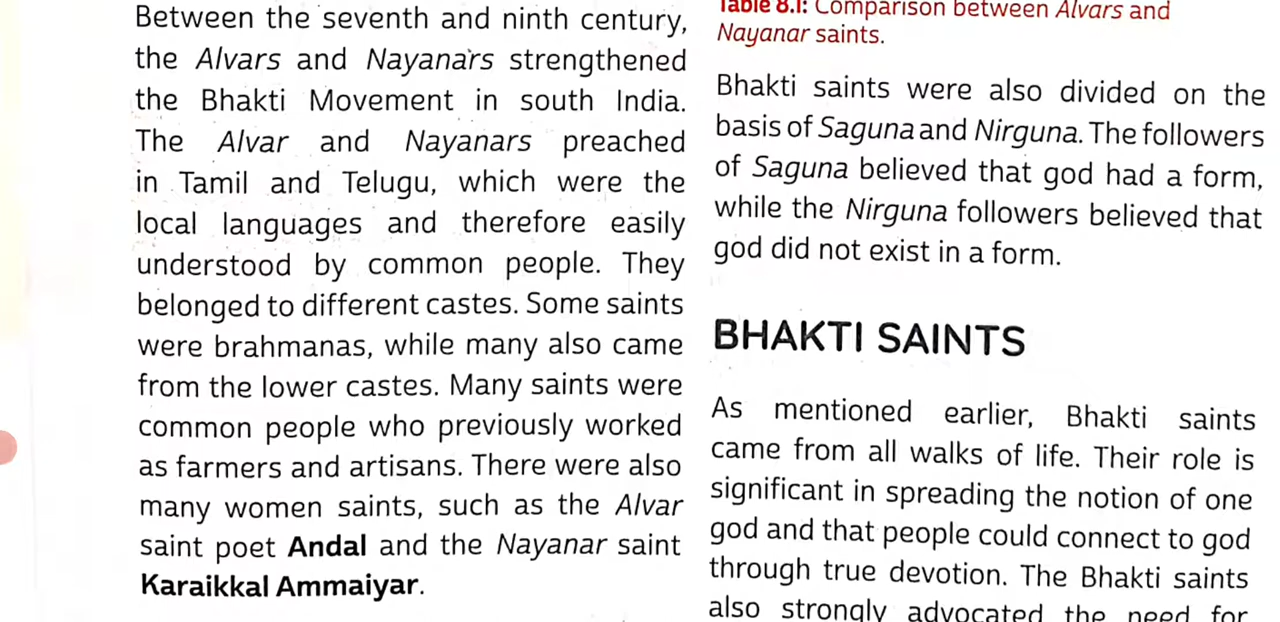 Between the seventh and ninth century,
the Alvars and Nayanars strengthened
the Bhakti Movement in south India.
The Alvar and Nayanars preached
in Tamil and Telugu, which were the
local languages and therefore easily
understood by common people. They
belonged to different castes. Some saints
were brahmanas, while many also came
from the lower castes. Many saints were
common people who previously worked
as farmers and artisans. There were also
many women saints, such as the Alvar
saint poet Andal and the Nayanar saint
Karaikkal Ammaiyar.
Table 8.1: Comparison between Alvars and
Nayanar saints.
Bhakti saints were also divided on the
basis of Saguna and Nirguna. The followers
of Saguna believed that god had a form,
while the Nirguna followers believed that
god did not exist in a form.
BHAKTI SAINTS
As mentioned earlier, Bhakti saints
came from all walks of life. Their role is
significant in spreading the notion of one
god and that people could connect to god
through true devotion. The Bhakti saints
also strongly advocated the need for